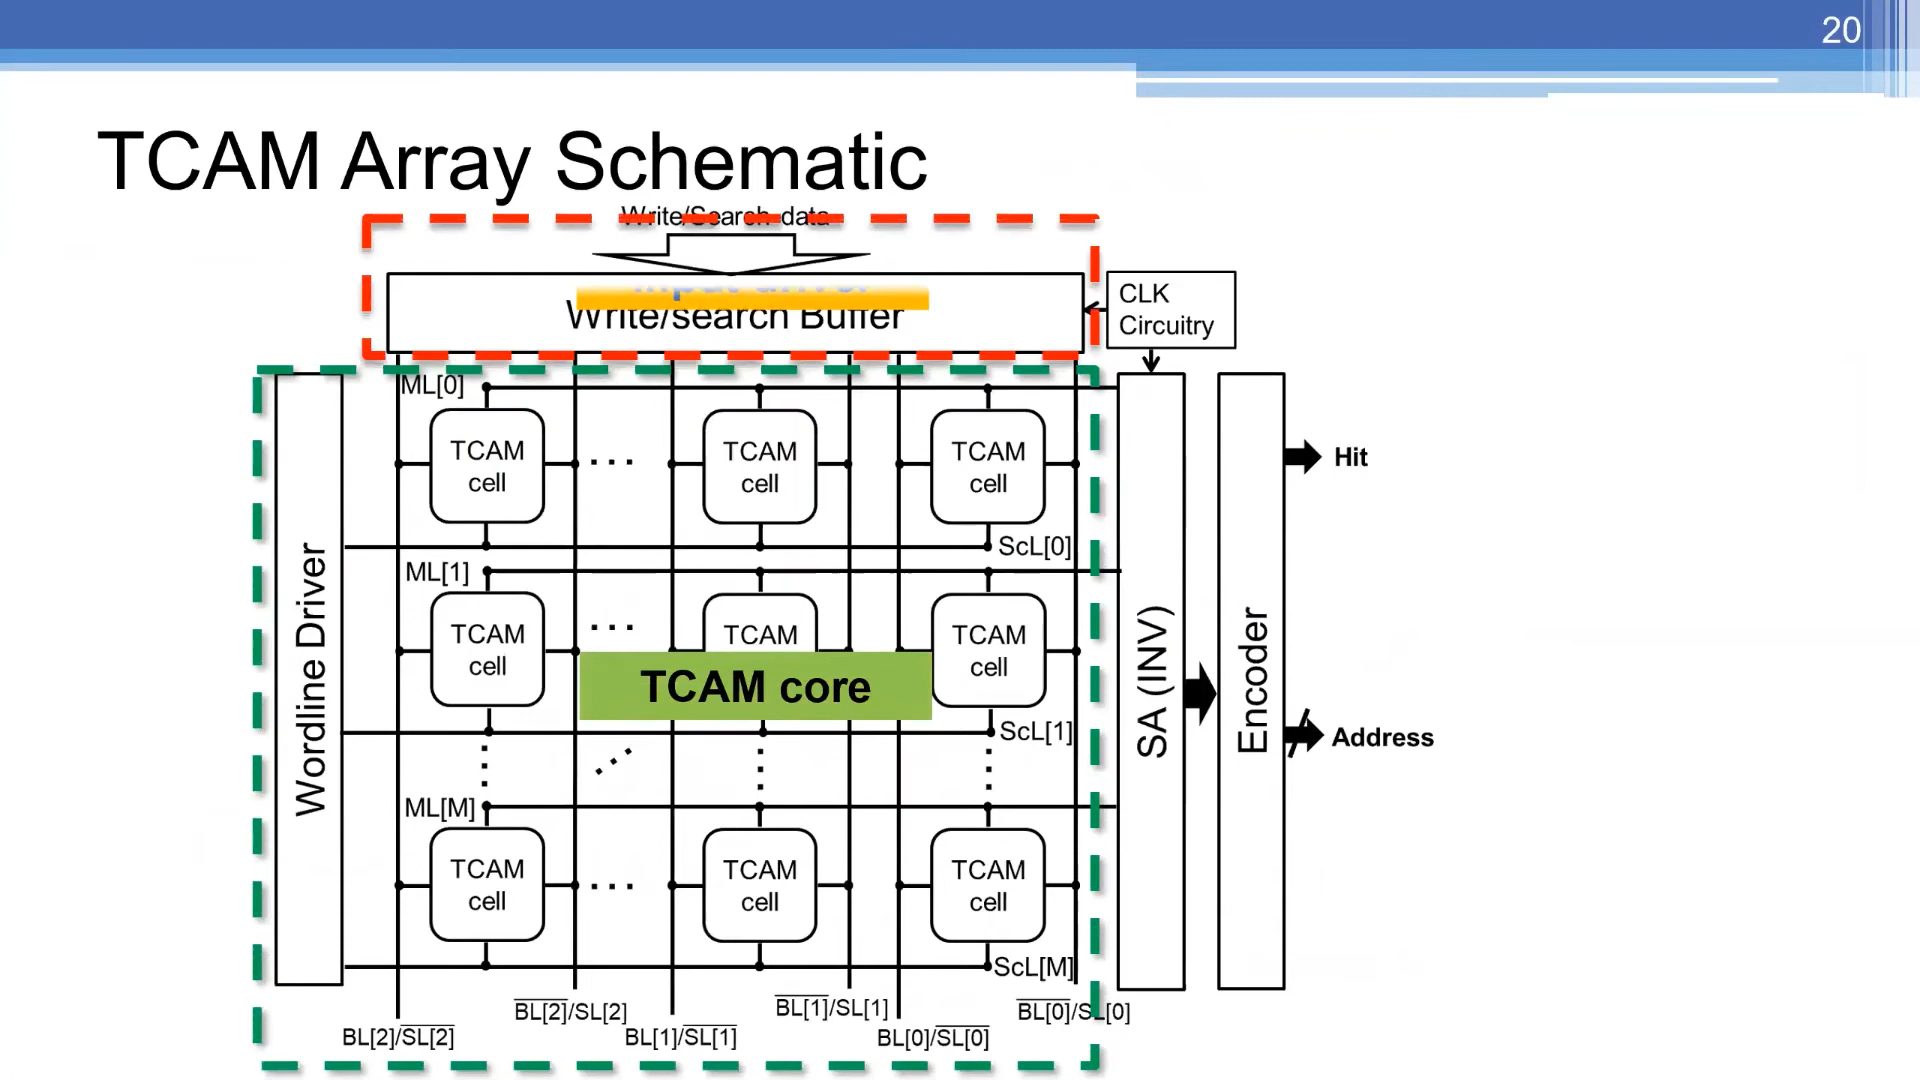 20
TCAM Array Schematic
Write/Search data
Write/search Buffer
CLK
Circuitry
ML[0]
TCAM
cell
TCAM
cell
TCAM
cell
ScL[0]
Hit
ML[1]
TCAM
cell
TCAM
TCAM
cell
TCAM core
ScL[1]
Wordline Driver
SA (INV)
Encoder
Address
ML[M]
TCAM
cell
TCAM
cell
TCAM
cell
ScL[M]
BL[2]/SL[2]
BL[1]/SL[1]
BL[0]/SL[0]
BL[2]/SL[2]
BL[1]/SL[1]
BL[0]/SL[0]